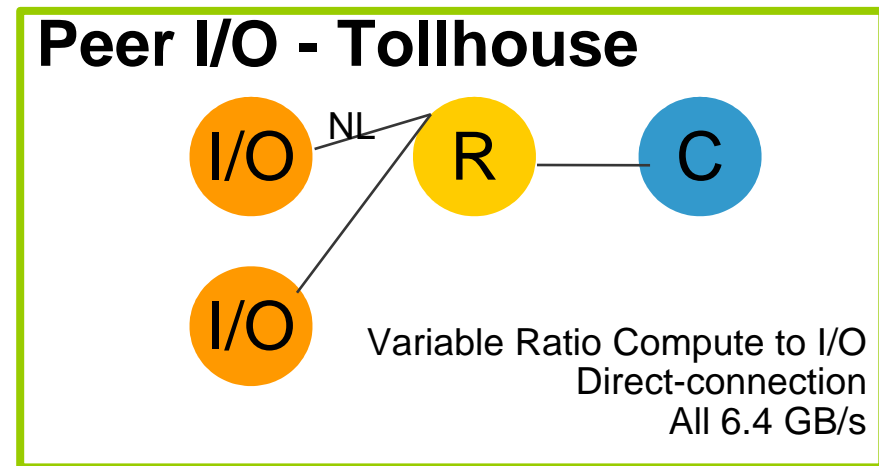 Peer I/O - Tollhouse
I/O
NL
R
C
I/O
Variable Ratio Compute to I/O
Direct-connection
All 6.4 GB/s